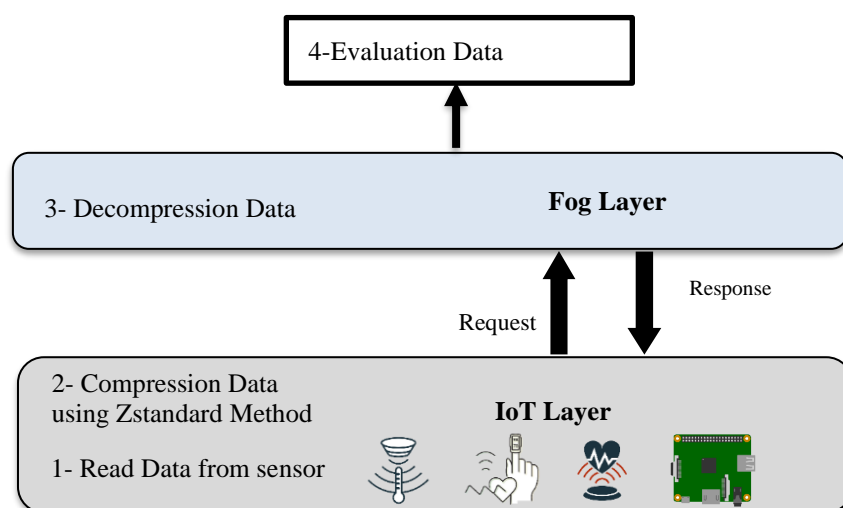 4-Evaluation Data
3- Decompression Data
Fog Layer
Request
Response
2- Compression Data
using Zstandard Method
IoT Layer
1- Read Data from sensor